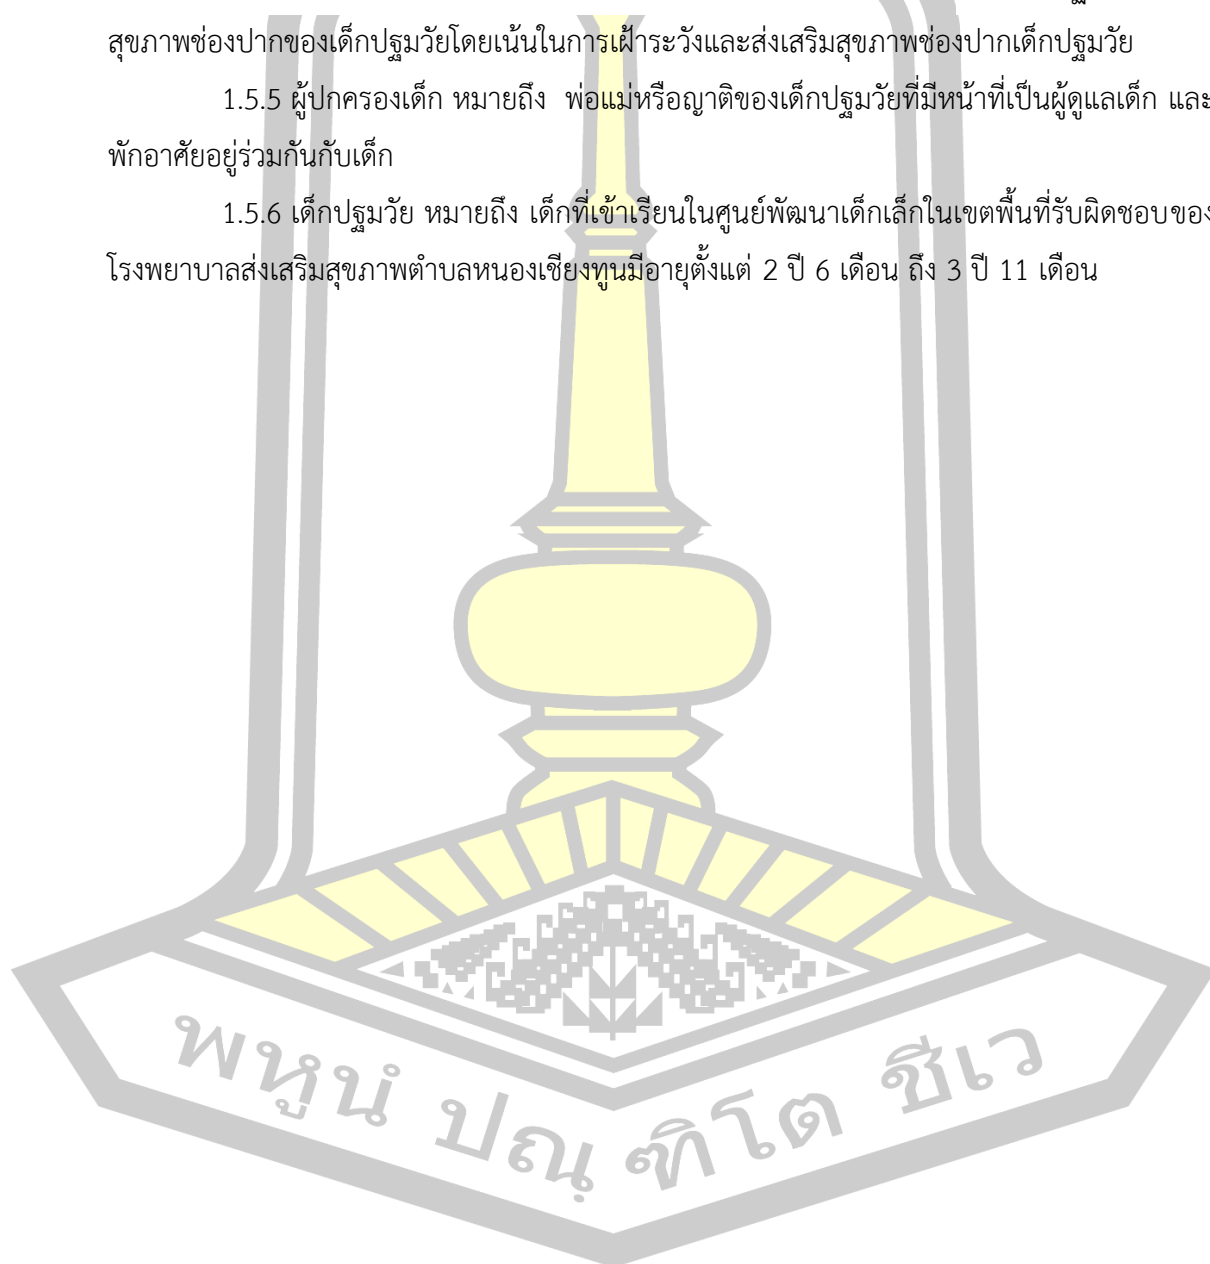 สุขภาพช่องปากของเด็กปฐมวัยโดยเน้นในการเฝ้าระวังและส่งเสริมสุขภาพช่องปากเด็กปฐมวัย
1.5.5 ผู้ปกครองเด็ก หมายถึง พ่อแม่หรือญาติของเด็กปฐมวัยที่มีหน้าที่เป็นผู้ดูแลเด็ก และ
พักอาศัยอยู่ร่วมกันกับเด็ก
1.5.6 เด็กปฐมวัย หมายถึง เด็กที่เข้าเรียนในศูนย์พัฒนาเด็กเล็กในเขตพื้นที่รับผิดชอบของ
โรงพยาบาลส่งเสริมสุขภาพตำบลหนองเชียงทูนมีอายุตั้งแต่ 2 ปี 6 เดือน ถึง 3 ปี 11 เดือน
พหูนํ ปณฺฑิโต ชีเว